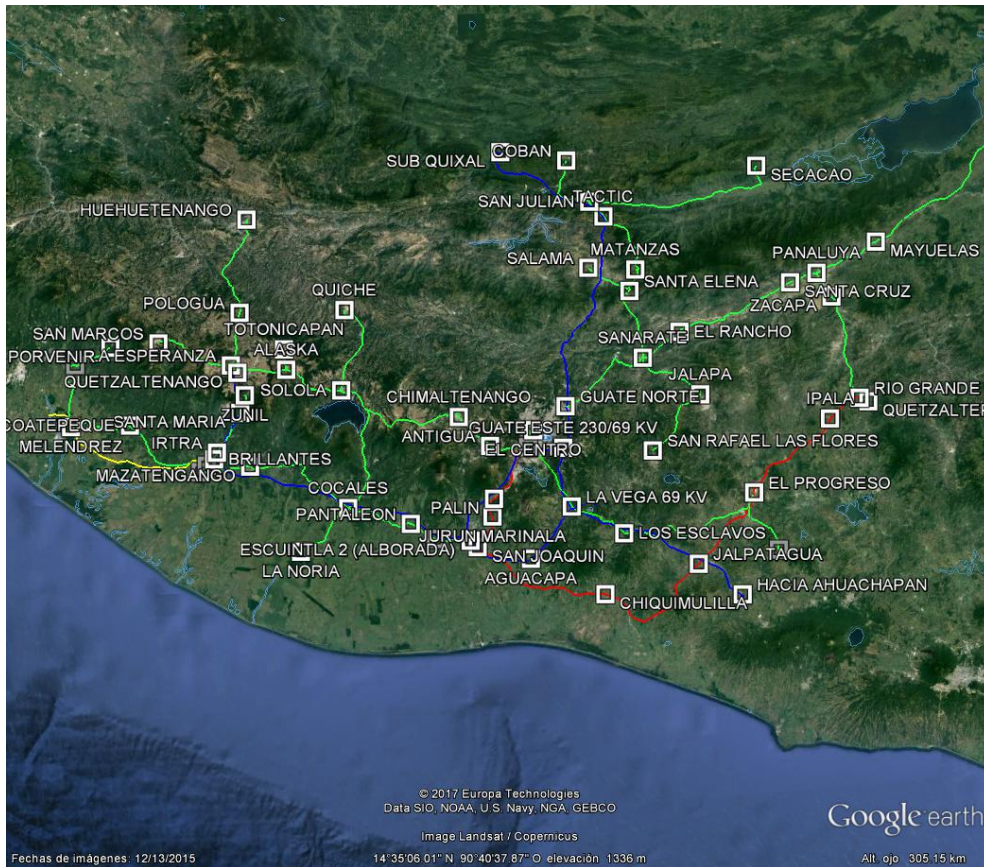 COBAN
SUB QUIXAL
SECACAO
SAN JULIAN
TACTIC
HUEHUETENANGO
MATANZAS
SALAMA
PANALUYA
MAYUELAS
SANTA ELENA
QUICHE
POLOGUA
SANTA CRUZ
ZACAPA
TOTONICAPAN
SAN MARCOS
EL RANCHO
SANARATE
ALASKA
PORVENIR
LA ESPERANZA
JALAPA
QUETZALTENANGO
SOLOLA
RIO GRANDE
CHIMALTENANGO
GUATE NORTE
IPALA
ZUNIL
SANTA MARIA
COATEPEQUE
GUATE ESTE 230/69 KV
ANTIGUA
SAN RAFAEL LAS FLORES
MELÉNDREZ
IRTRA
EL CENTRO
BRILLANTES
MAZATENGANGO
EL PROGRESO
COCALES
LA VEGA 69 KV
PALIN
PANTALEON
LOS ESCLAVOS
JURUN MARINALA
ESCUINTLA 2 (ALBORADA)
SAN JOAQUIN
JALPATAGUA
LA NORIA
AGUACAPA
HACIA AHUACHAPAN
CHIQUIMULILLA
© 2017 Europa Technologies
Data SIO, NOAA, U.S. Navy, NGA, GEBCO
Google earth
Image Landsat / Copernicus
Fechas de imágenes: 12/13/2015
14°35'06.01" N 90°40'37.87" O elevación 1336 m
Alt. ojo 305.15 km